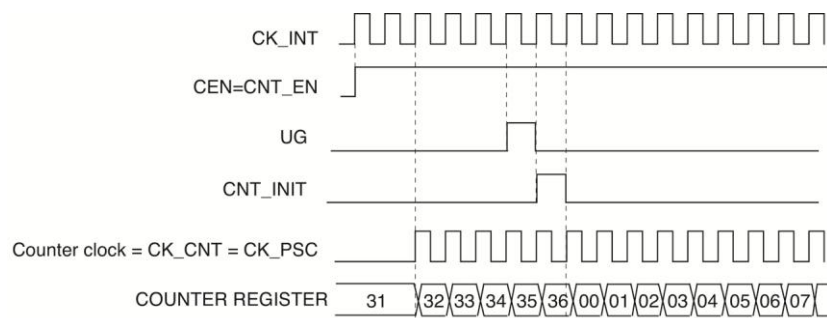 CK_INT
CEN=CNT_EN
UG
CNT_INIT
Counter clock = CK_CNT = CK_PSC
COUNTER REGISTER 31 32 33 34 35 36 00 01 02 03 04 05 06 07